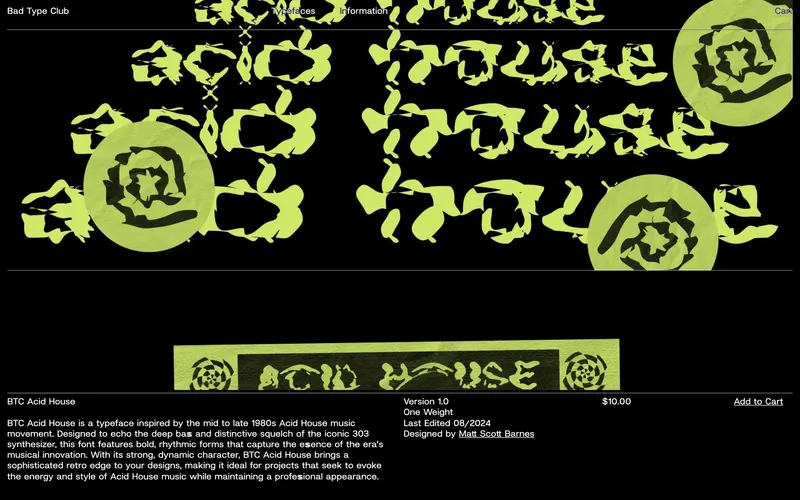 Bad Type Club
Typefaces
Information
Cart
house
acid house
acid house
acid house
ACID HOUSE
BTC Acid House
BTC Acid House is a typeface inspired by the mid to late 1980s Acid House music
movement. Designed to echo the deep bass and distinctive squelch of the iconic 303
synthesizer, this font features bold, rhythmic forms that capture the essence of the era's
musical innovation. With its strong, dynamic character, BTC Acid House brings a
sophisticated retro edge to your designs, making it ideal for projects that seek to evoke
the energy and style of Acid House music while maintaining a professional appearance.
Version 1.0
One Weight
Last Edited 08/2024
Designed by Matt Scott Barnes
$10.00
Add to Cart